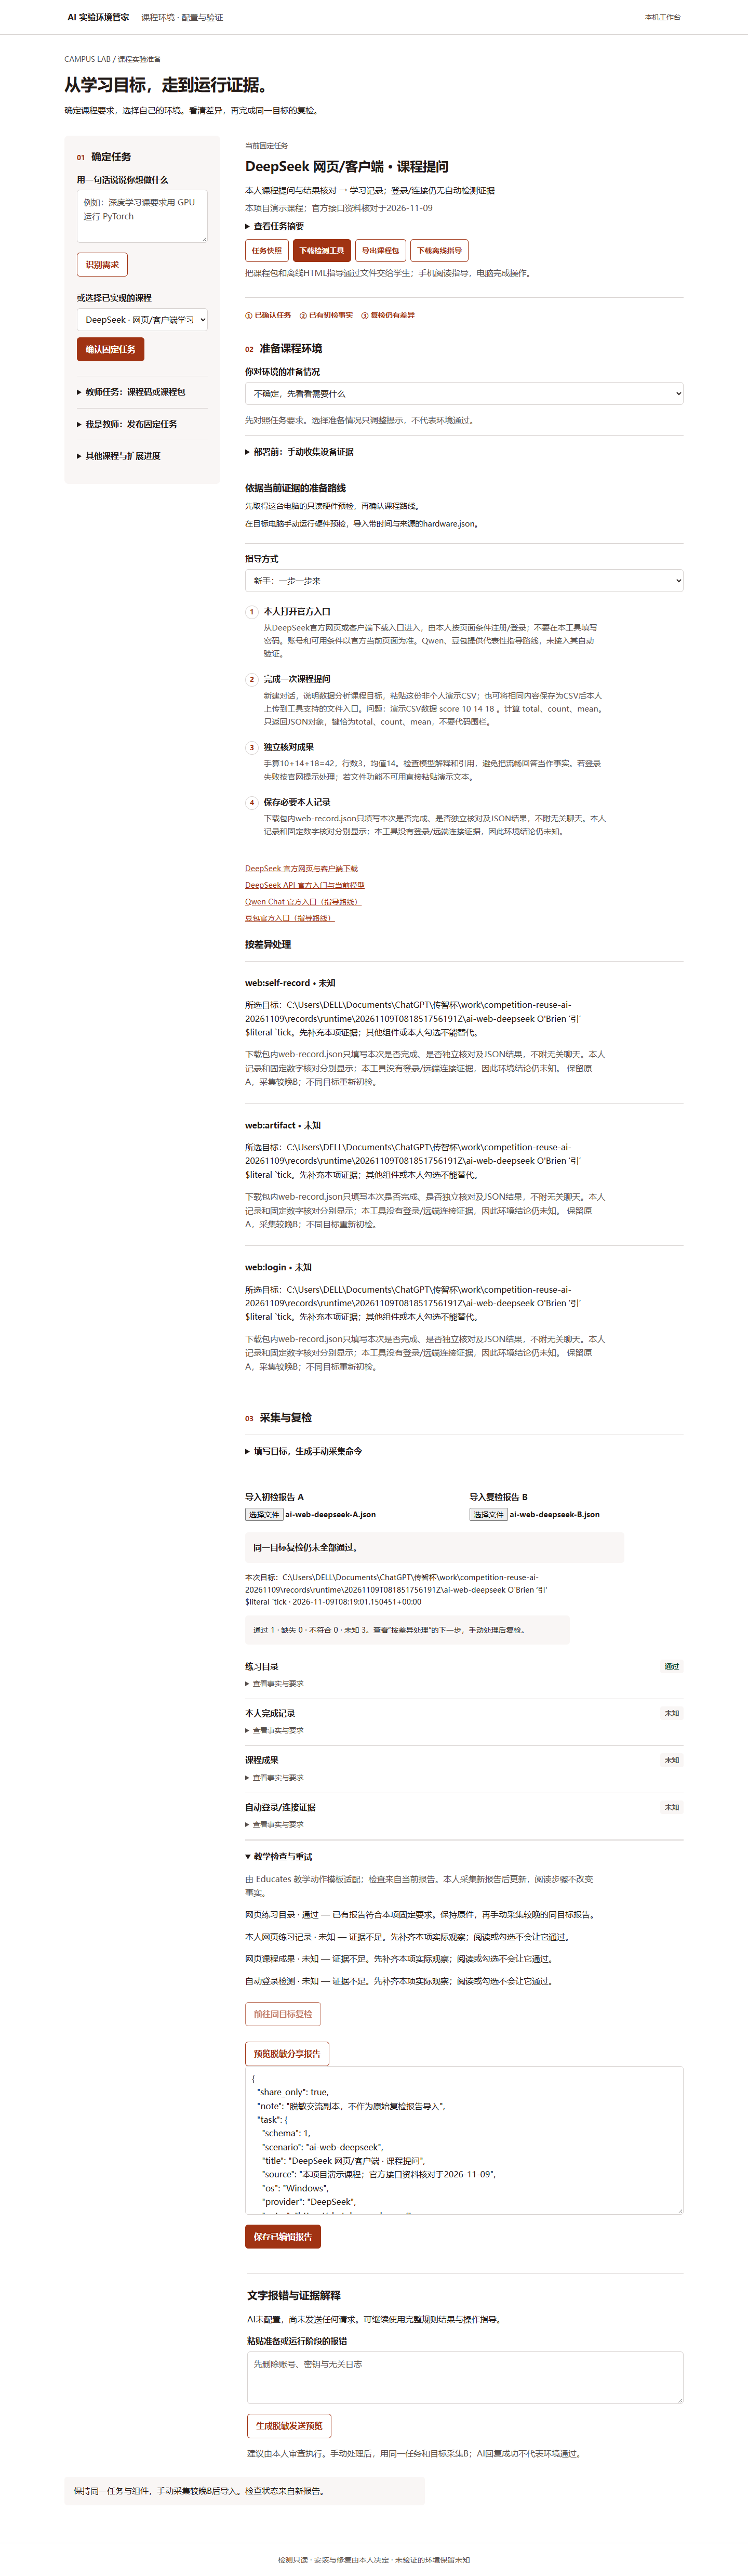 AI 实验环境管家 课程环境 · 配置与验证 本机工作台
CAMPUS LAB / 课程实验准备
从学习目标，走到运行证据。
确定课程要求，选择自己的环境。看清差异，再完成同一目标的复检。
01 确定任务
用一句话说说你想做什么
例如：深度学习课要求用 GPU
运行 PyTorch
识别需求
或选择已实现的课程
DeepSeek · 网页/客户端学习
确认固定任务
教师任务：课程码或课程包
我是教师：发布固定任务
其他课程与扩展进度
当前固定任务
DeepSeek 网页/客户端 · 课程提问
本人课程提问与结果核对 → 学习记录；登录/连接仍无自动检测证据
本项目演示课程；官方接口资料核对于2026-11-09
查看任务摘要
任务快照 下载检测工具 导出课程包 下载离线指导
把课程包和离线HTML指导通过文件交给学生；手机阅读指导，电脑完成操作。
① 已确认任务 ② 已有初检事实 ③ 复检仍有差异
02 准备课程环境
你对环境的准备情况
不确定，先看看需要什么
先对照任务要求。选择准备情况只调整提示，不代表环境通过。
部署前：手动收集设备证据
依据当前证据的准备路线
先取得这台电脑的只读硬件预检，再确认课程路线。
在目标电脑手动运行硬件预检，导入带时间与来源的hardware.json。
指导方式
新手：一步一步来
1 本人打开官方入口
从DeepSeek官方网页或客户端下载入口进入，由本人按页面条件注册/登录；不要在本工具填写
密码。账号和可用条件以官方当前页面为准。Qwen、豆包提供代表性指导路线，未接入其自动
验证。
2 完成一次课程提问
新建对话，说明数据分析课程目标，粘贴这份非个人演示CSV；也可将相同内容保存为CSV后本人
上传到工具支持的文件入口。问题：演示CSV数据 score 10 14 18 。计算 total、count、mean。
只返回JSON对象，键恰为total、count、mean，不要代码围栏。
3 独立核对成果
手算10+14+18=42，行数3，均值14。检查模型解释和引用，避免把流畅回答当作事实。若登录
失败按官网提示处理；若文件功能不可用直接粘贴演示文本。
4 保存必要本人记录
下载包内web-record.json只填写本次是否完成、是否独立核对及JSON结果，不附无关聊天。本人
记录和固定数字核对分别显示；本工具没有登录/远端连接证据，因此环境结论仍未知。
DeepSeek 官方网页与客户端下载
DeepSeek API 官方入门与当前模型
Qwen Chat 官方入口（指导路线）
豆包官方入口（指导路线）
按差异处理
web:self-record • 未知
所选目标：C:\Users\DELL\Documents\ChatGPT\传智杯\work\competition-reuse-ai-
20261109\records\runtime\20261109T081851756191Z\ai-web-deepseek O'Brien ‘引’
$literal `tick。先补充本项证据；其他组件或本人勾选不能替代。
下载包内web-record.json只填写本次是否完成、是否独立核对及JSON结果，不附无关聊天。本人
记录和固定数字核对分别显示；本工具没有登录/远端连接证据，因此环境结论仍未知。 保留原
A，采集较晚B；不同目标重新初检。
web:artifact • 未知
所选目标：C:\Users\DELL\Documents\ChatGPT\传智杯\work\competition-reuse-ai-
20261109\records\runtime\20261109T081851756191Z\ai-web-deepseek O'Brien ‘引’
$literal `tick。先补充本项证据；其他组件或本人勾选不能替代。
下载包内web-record.json只填写本次是否完成、是否独立核对及JSON结果，不附无关聊天。本人
记录和固定数字核对分别显示；本工具没有登录/远端连接证据，因此环境结论仍未知。 保留原
A，采集较晚B；不同目标重新初检。
web:login • 未知
所选目标：C:\Users\DELL\Documents\ChatGPT\传智杯\work\competition-reuse-ai-
20261109\records\runtime\20261109T081851756191Z\ai-web-deepseek O'Brien ‘引’
$literal `tick。先补充本项证据；其他组件或本人勾选不能替代。
下载包内web-record.json只填写本次是否完成、是否独立核对及JSON结果，不附无关聊天。本人
记录和固定数字核对分别显示；本工具没有登录/远端连接证据，因此环境结论仍未知。 保留原
A，采集较晚B；不同目标重新初检。
03 采集与复检
填写目标，生成手动采集命令
导入初检报告 A 导入复检报告 B
选择文件 ai-web-deepseek-A.json 选择文件 ai-web-deepseek-B.json
同一目标复检仍未全部通过。
本次目标：C:\Users\DELL\Documents\ChatGPT\传智杯\work\competition-reuse-ai-
20261109\records\runtime\20261109T081851756191Z\ai-web-deepseek O'Brien ‘引’
$literal `tick · 2026-11-09T08:19:01.150451+00:00
通过 1 · 缺失 0 · 不符合 0 · 未知 3。查看“按差异处理”的下一步，手动处理后复检。
练习目录 通过
查看事实与要求
本人完成记录 未知
查看事实与要求
课程成果 未知
查看事实与要求
自动登录/连接证据 未知
查看事实与要求
教学检查与重试
由 Educates 教学动作模板适配；检查来自当前报告。本人采集新报告后更新，阅读步骤不改变
事实。
网页练习目录 · 通过 — 已有报告符合本项固定要求。保持原件，再手动采集较晚的同目标报告。
本人网页练习记录 · 未知 — 证据不足。先补齐本项实际观察；阅读或勾选不会让它通过。
网页课程成果 · 未知 — 证据不足。先补齐本项实际观察；阅读或勾选不会让它通过。
自动登录检测 · 未知 — 证据不足。先补齐本项实际观察；阅读或勾选不会让它通过。
前往同目标复检
预览脱敏分享报告
{
"share_only": true,
"note": "脱敏交流副本，不作为原始复检报告导入",
"task": {
"schema": 1,
"scenario": "ai-web-deepseek",
"title": "DeepSeek 网页/客户端 · 课程提问",
"source": "本项目演示课程；官方接口资料核对于2026-11-09",
"os": "Windows",
"provider": "DeepSeek",
保存已编辑报告
文字报错与证据解释
AI未配置，尚未发送任何请求。可继续使用完整规则结果与操作指导。
粘贴准备或运行阶段的报错
先删除账号、密钥与无关日志
生成脱敏发送预览
建议由本人审查执行。手动处理后，用同一任务和目标采集B；AI回复成功不代表环境通过。
保持同一任务与组件，手动采集较晚B后导入。检查状态来自新报告。
检测只读 · 安装与修复由本人决定 · 未验证的环境保留未知